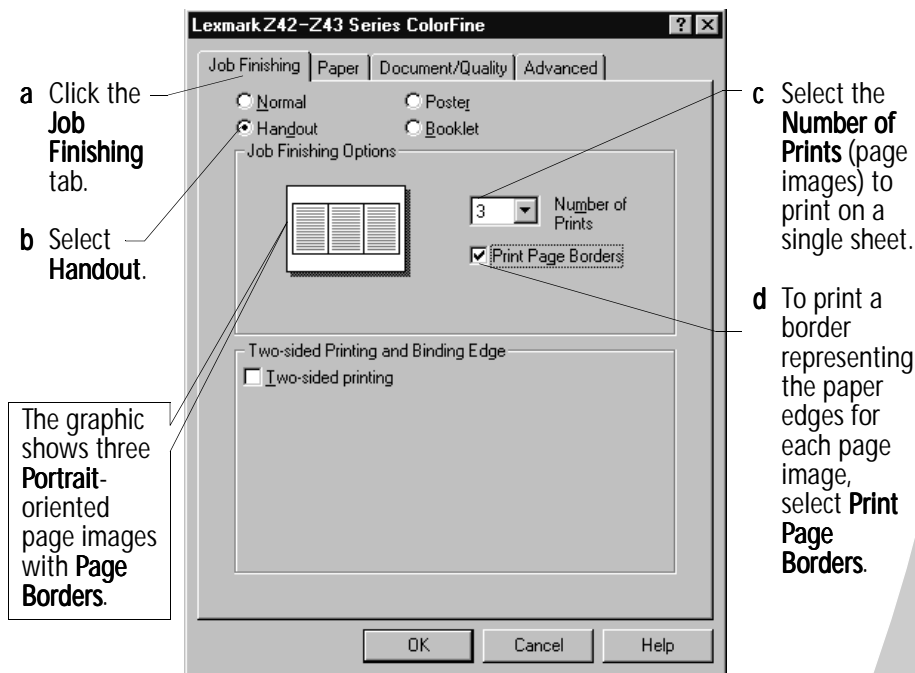 Lexmark Z42-Z43 Series ColorFine
Job Finishing
Paper
Document/Quality
Advanced
Normal
Poster
Handout
Booklet
Job Finishing Options
3
Number of
Prints
Print Page Borders
Two-sided Printing and Binding Edge
Two-sided printing
OK
Cancel
Help
a Click the
Job
Finishing
tab.
b Select
Handout.
The graphic
shows three
Portrait-
oriented
page images
with Page
Borders.
c Select the
Number of
Prints (page
images) to
print on a
single sheet.
d To print a
border
representing
the paper
edges for
each page
image,
select Print
Page
Borders.